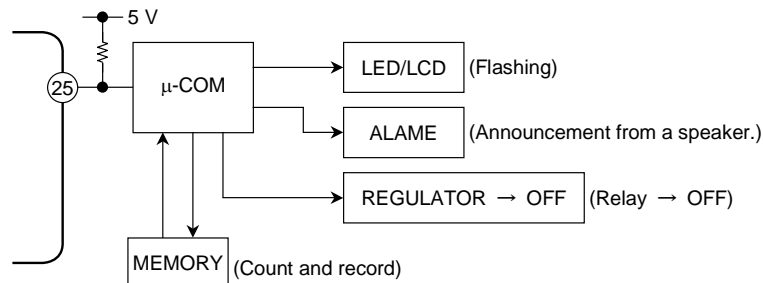 5 V
25
μ-COM
LED/LCD (Flashing)
ALAME (Announcement from a speaker.)
REGULATOR → OFF (Relay → OFF)
MEMORY (Count and record)